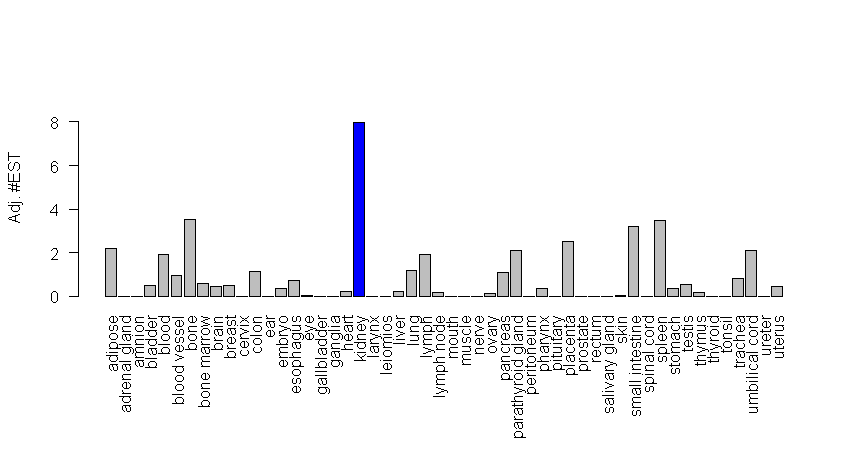 Adj. #EST
8
6
4
2
0
adipose
adrenal gland
amnion
bladder
blood
blood vessel
bone
bone marrow
brain
breast
cervix
colon
ear
embryo
esophagus
eye
gallbladder
ganglia
heart
kidney
larynx
leiomios
liver
lung
lymph
lymph node
mouth
muscle
nerve
ovary
pancreas
parathyroid gland
peritoneum
pharynx
pituitary
placenta
prostate
rectum
salivary gland
skin
small intestine
spinal cord
spleen
stomach
testis
thymus
thyroid
tonsil
trachea
umbilical cord
ureter
uterus